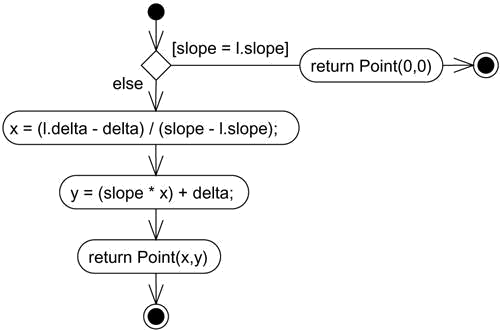 [slope = l.slope]
return Point(0,0)
else
x = (l.delta - delta) / (slope - l.slope);
y = (slope * x) + delta;
return Point(x,y)